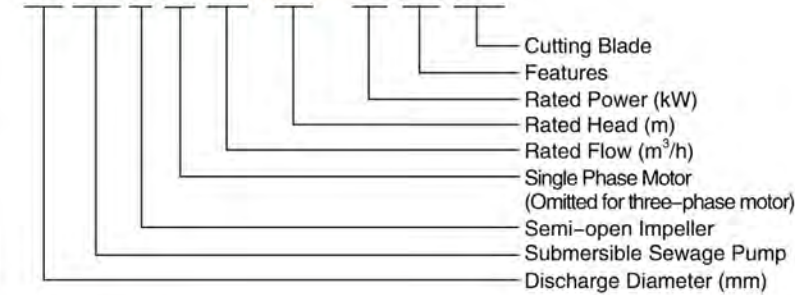 Cutting Blade
Features
Rated Power (kW)
Rated Head (m)
Rated Flow (m³/h)
Single Phase Motor
(Omitted for three-phase motor)
Semi-open Impeller
Submersible Sewage Pump
Discharge Diameter (mm)